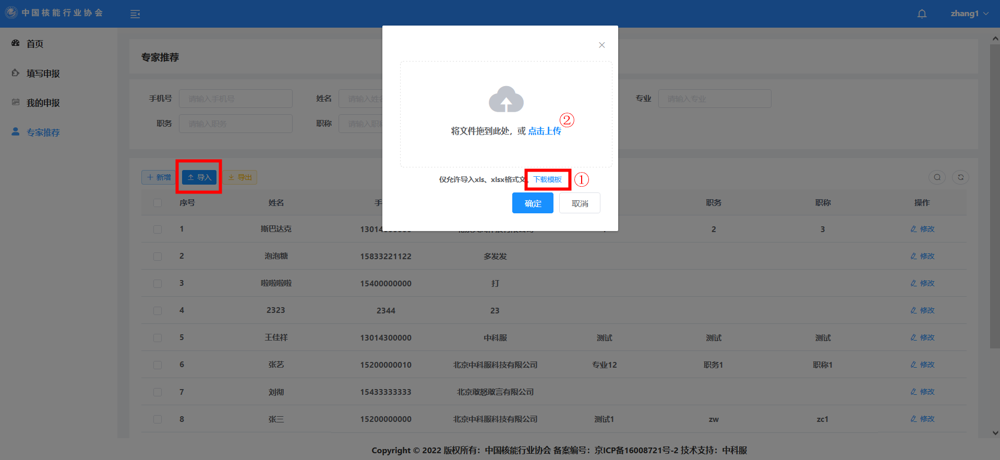 中国核能行业协会
zhang1
首页
填写申报
我的申报
专家推荐
专家推荐
手机号 请输入手机号 姓名 请输入姓 专业 请输入专业
职务 请输入职务 职称 请输入职
新增 导入 导出
将文件拖到此处，或 点击上传 ②
仅允许导入xls、xlsx格式文 下载模板 ①
确定 取消
序号 姓名 手 职务 职称 操作
1 斯巴达克 13014 2 3 修改
2 泡泡糖 15833221122 多发发 修改
3 啦啦啦啦 15400000000 打 修改
4 2323 2344 23 修改
5 王佳祥 13014300000 中科服 测试 测试 测试 修改
6 张艺 15200000010 北京中科服科技有限公司 专业12 职务1 职称1 修改
7 刘彻 15433333333 北京敢怒敢言有限公司 修改
8 张三 15200000000 北京中科服科技有限公司 测试1 zw zc1 修改
Copyright © 2022 版权所有：中国核能行业协会 备案编号：京ICP备16008721号-2 技术支持：中科服